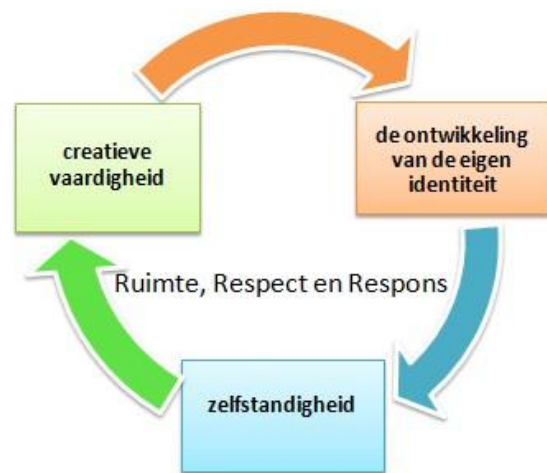 creatieve
vaardigheid
de ontwikkeling
van de eigen
identiteit
Ruimte, Respect en Respons
zelfstandigheid